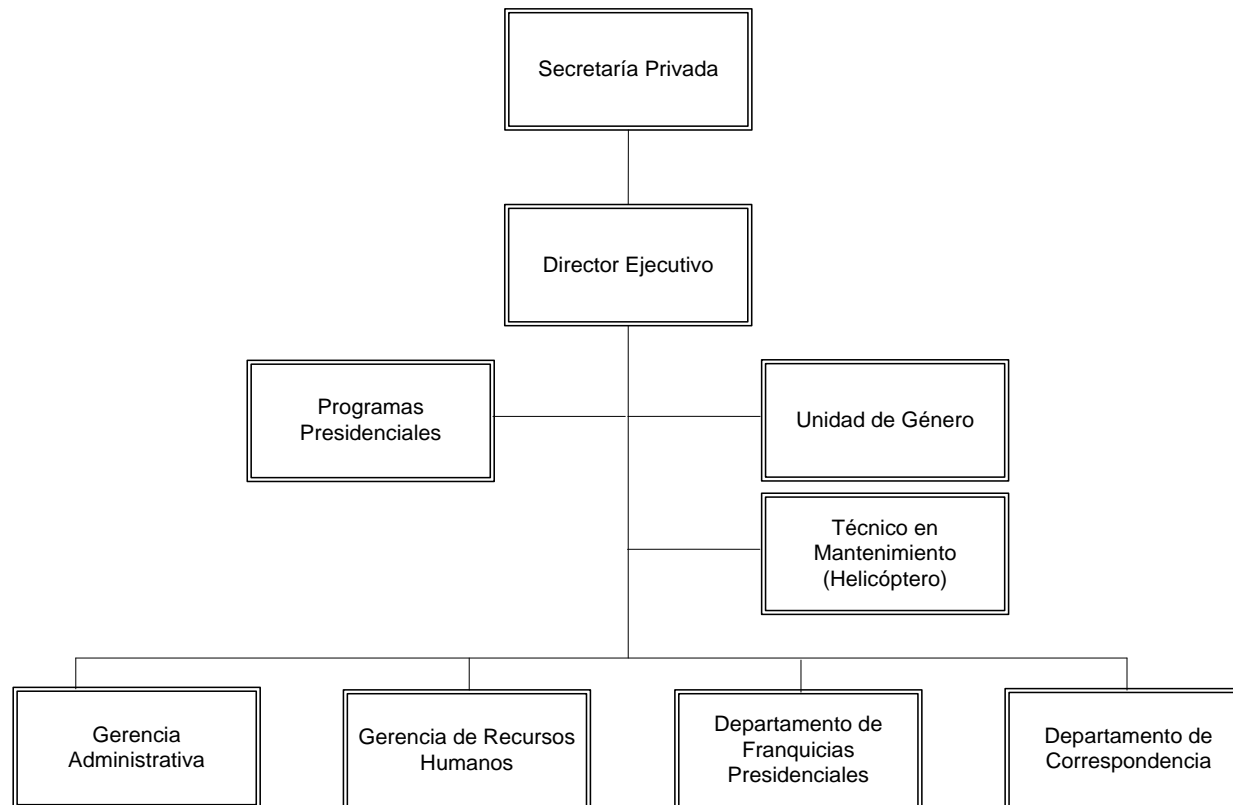 Secretaría Privada
Director Ejecutivo
Programas
Presidenciales
Unidad de Género
Técnico en
Mantenimiento
(Helicóptero)
Gerencia
Administrativa
Gerencia de Recursos
Humanos
Departamento de
Franquicias
Presidenciales
Departamento de
Correspondencia